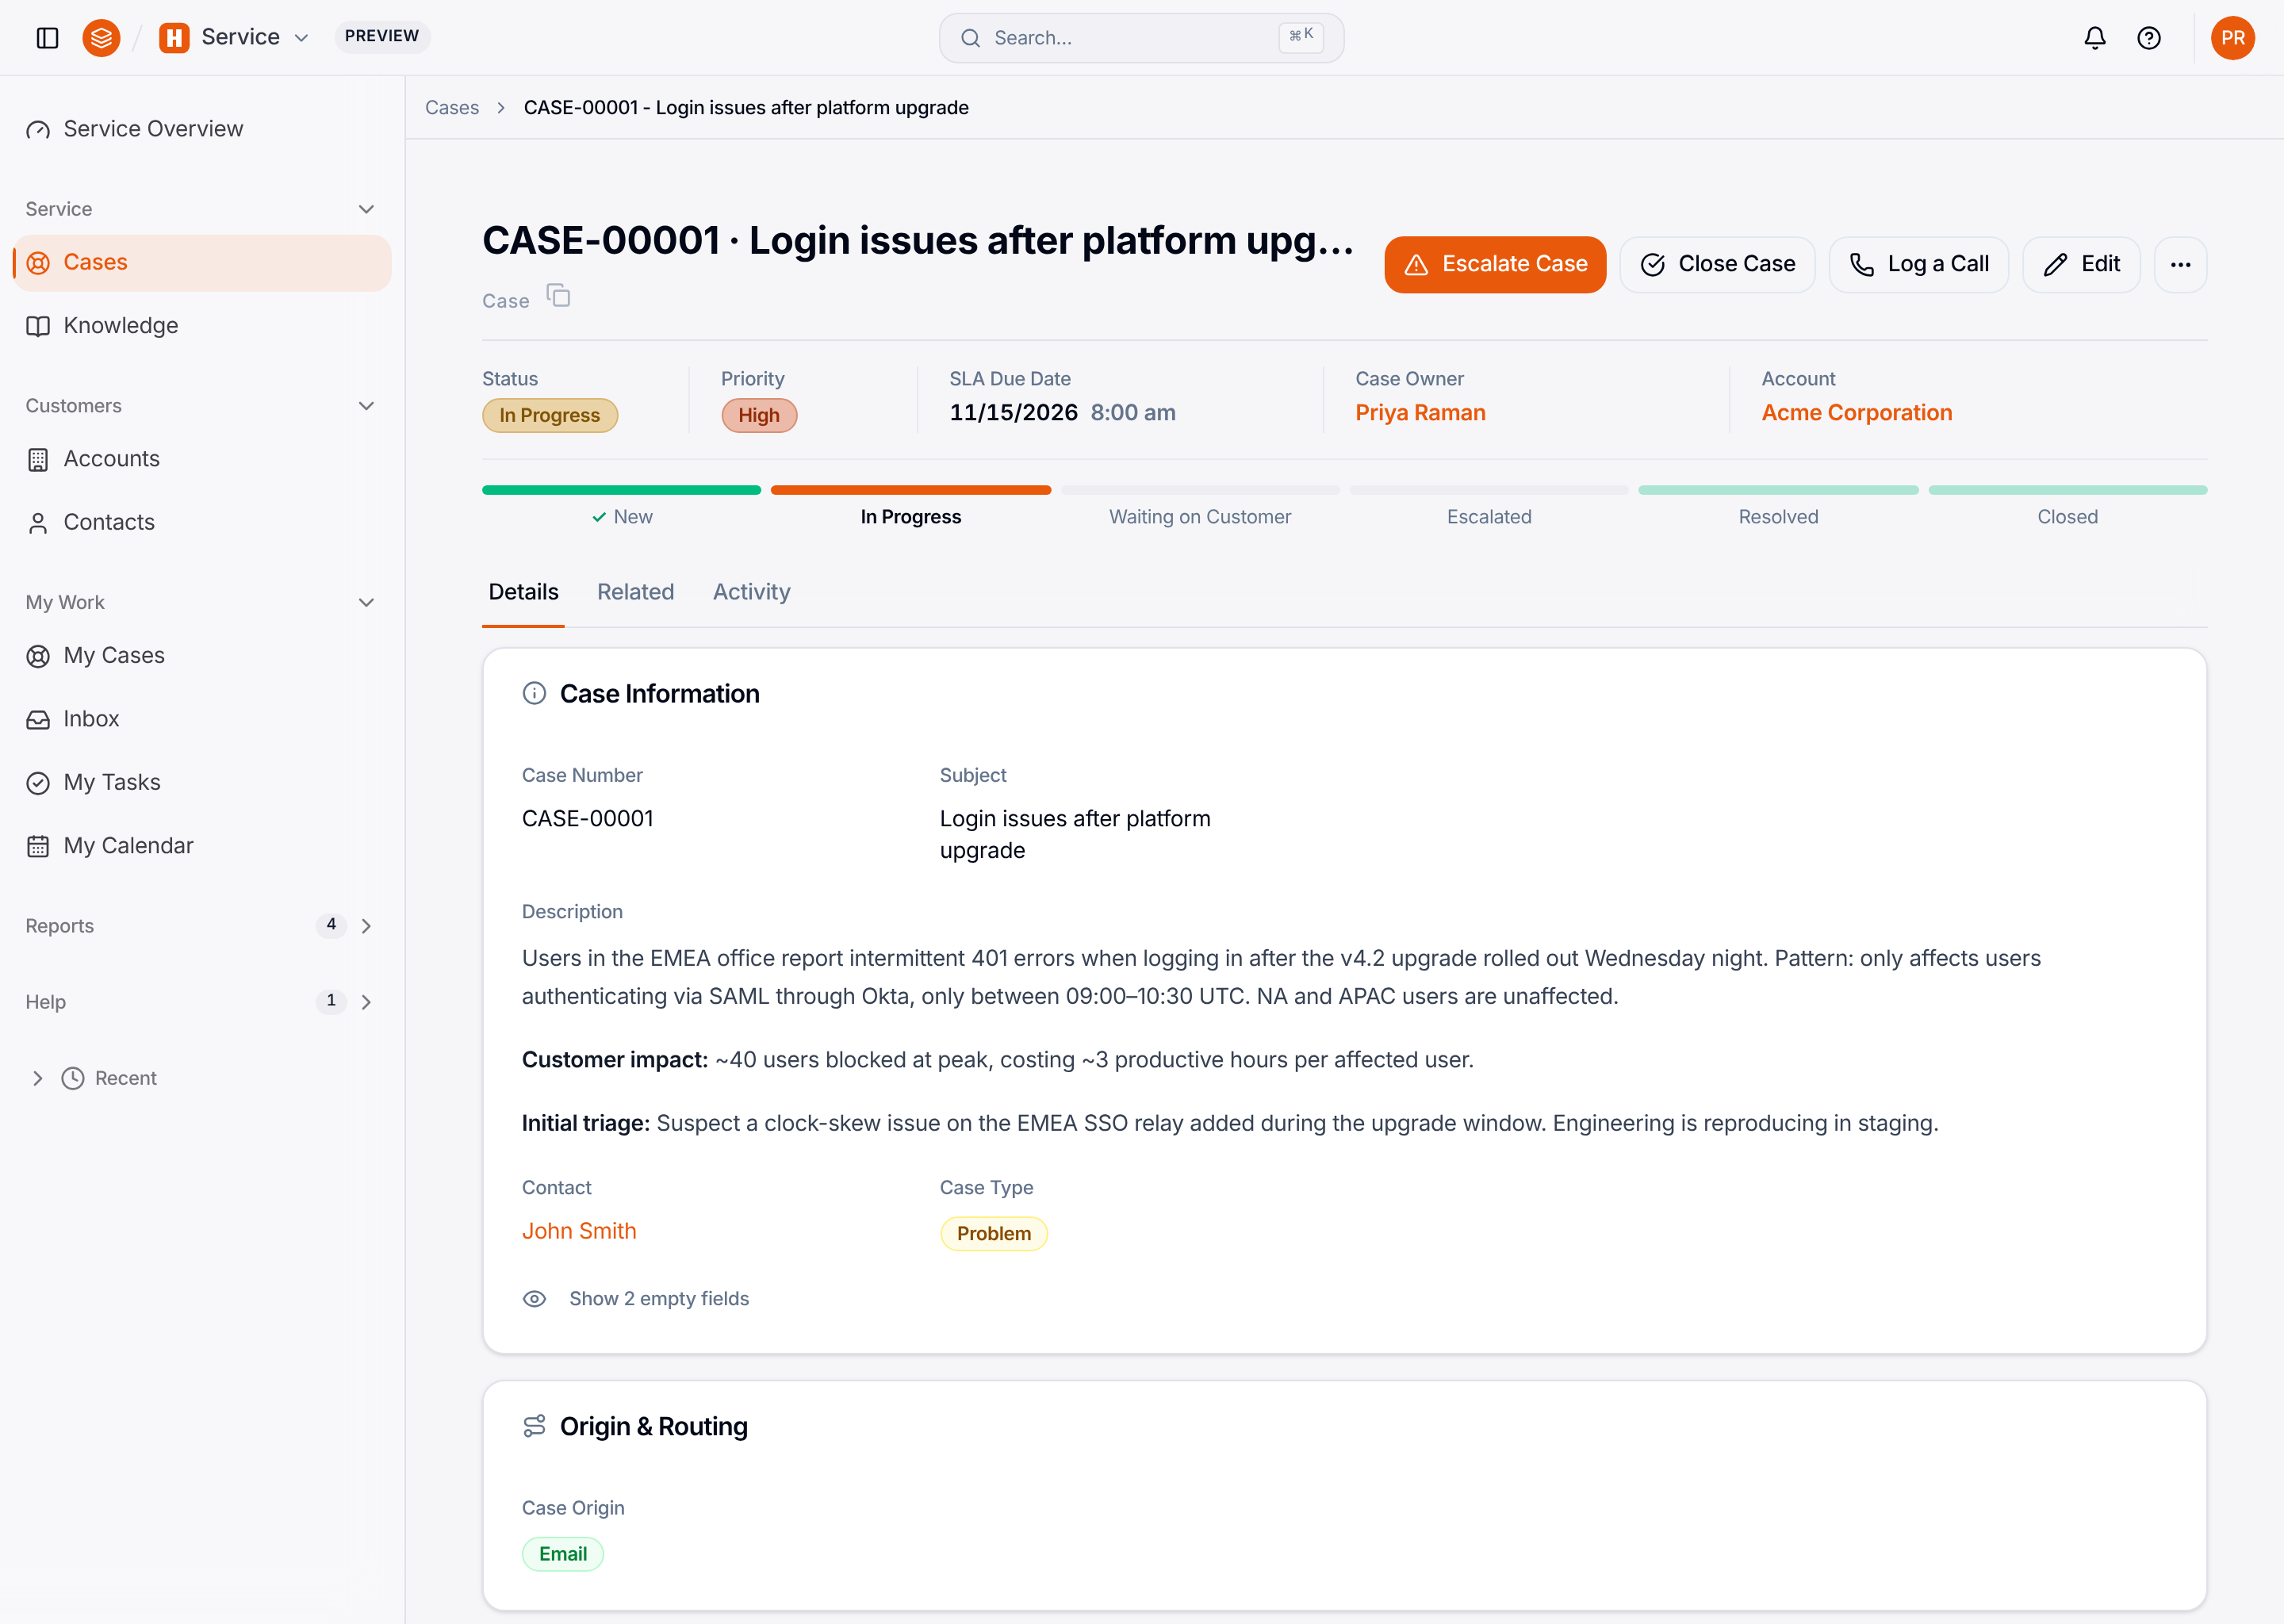 H Service PREVIEW Search... ⌘K PR
Service Overview
Service
Cases
Knowledge
Customers
Accounts
Contacts
My Work
My Cases
Inbox
My Tasks
My Calendar
Reports 4
Help 1
Recent
Cases > CASE-00001 - Login issues after platform upgrade
CASE-00001 · Login issues after platform upg...
Case
Escalate Case Close Case Log a Call Edit ...
Status Priority SLA Due Date Case Owner Account
In Progress High 11/15/2026 8:00 am Priya Raman Acme Corporation
New In Progress Waiting on Customer Escalated Resolved Closed
Details Related Activity
Case Information
Case Number Subject
CASE-00001 Login issues after platform
upgrade
Description
Users in the EMEA office report intermittent 401 errors when logging in after the v4.2 upgrade rolled out Wednesday night. Pattern: only affects users
authenticating via SAML through Okta, only between 09:00–10:30 UTC. NA and APAC users are unaffected.
Customer impact: ~40 users blocked at peak, costing ~3 productive hours per affected user.
Initial triage: Suspect a clock-skew issue on the EMEA SSO relay added during the upgrade window. Engineering is reproducing in staging.
Contact Case Type
John Smith Problem
Show 2 empty fields
Origin & Routing
Case Origin
Email